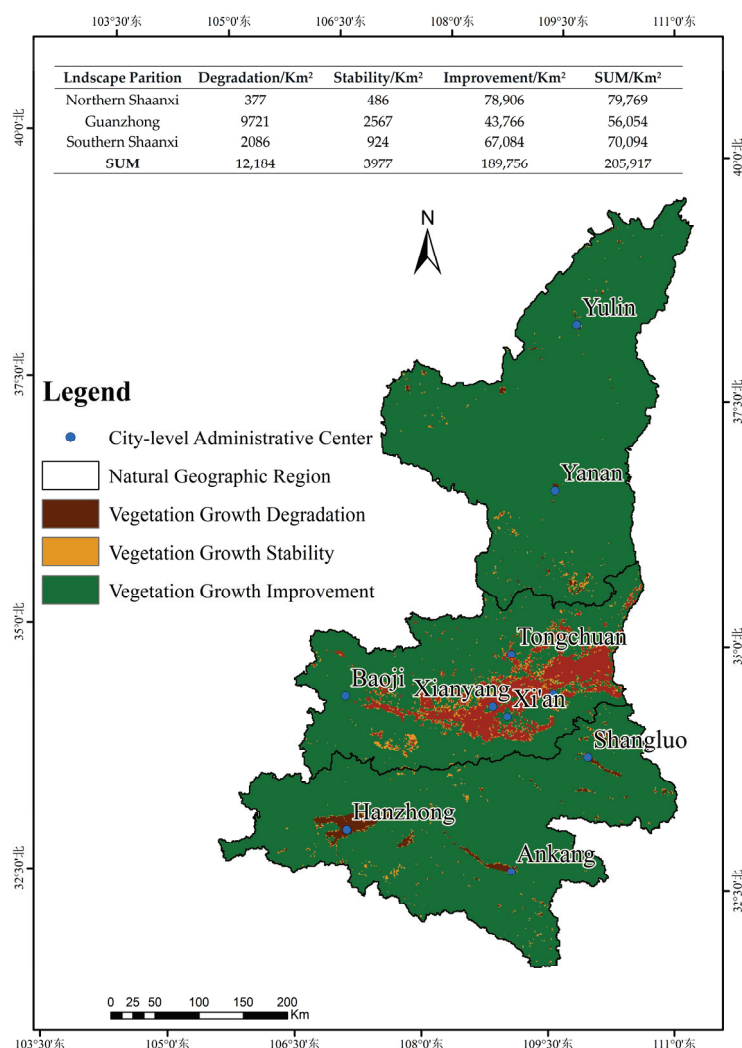 103°30'东 105°0'东 106°30'东 108°0'东 109°30'东 111°0'东
Lndscape Parition Degradation/Km² Stability/Km² Improvement/Km² SUM/Km²
Northern Shaanxi 377 486 78,906 79,769
Guanzhong 9721 2567 43,766 56,054
Southern Shaanxi 2086 924 67,084 70,094
SUM 12,184 3977 189,756 205,917
40°0'北
40°0'北
N
Yulin
37°30'北
37°30'北
Legend
City-level Administrative Center
Natural Geographic Region
Vegetation Growth Degradation
Vegetation Growth Stability
Vegetation Growth Improvement
Yanan
35°0'北
35°0'北
Tongchuan
Baoji
Xianyang
Xi'an
Shangluo
Hanzhong
Ankang
32°30'北
32°30'北
0 25 50 100 150 200
Km
103°30'东 105°0'东 106°30'东 108°0'东 109°30'东 111°0'东